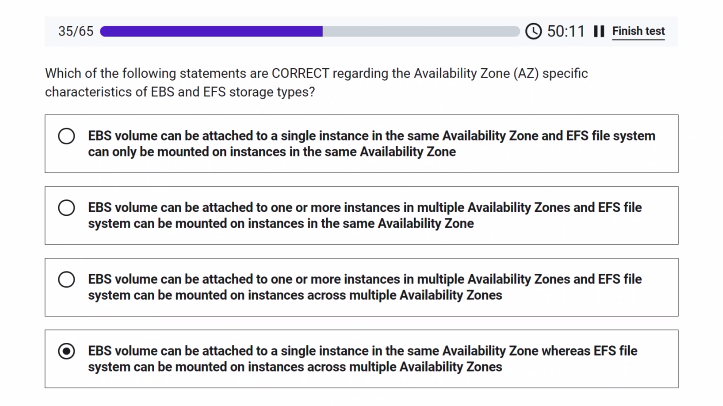 35/65 50:11 Finish test
Which of the following statements are CORRECT regarding the Availability Zone (AZ) specific
characteristics of EBS and EFS storage types?
EBS volume can be attached to a single instance in the same Availability Zone and EFS file system
can only be mounted on instances in the same Availability Zone
EBS volume can be attached to one or more instances in multiple Availability Zones and EFS file
system can be mounted on instances in the same Availability Zone
EBS volume can be attached to one or more instances in multiple Availability Zones and EFS file
system can be mounted on instances across multiple Availability Zones
EBS volume can be attached to a single instance in the same Availability Zone whereas EFS file
system can be mounted on instances across multiple Availability Zones